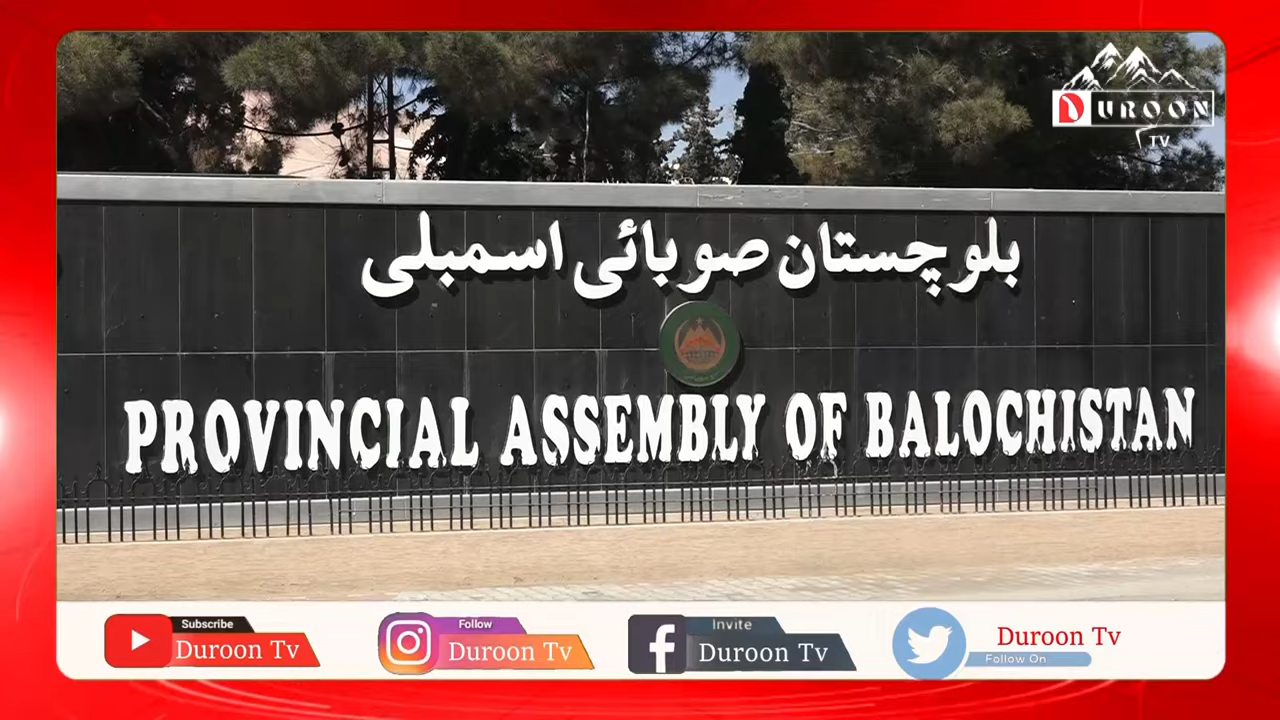 DUROON
TV
بلوچستان صوبائی اسمبلی
PROVINCIAL ASSEMBLY OF BALOCHISTAN
Subscribe
Duroon Tv
Follow
Duroon Tv
Invite
Duroon Tv
Duroon Tv
Follow On